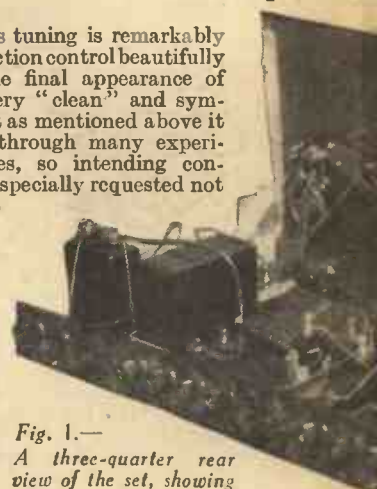 s tuning is remarkably
ction control beautifully
e final appearance of
ery “clean” and sym-
t as mentioned above it
through many experi-
es, so intending con-
specially requested not
Fig. 1.—
A three-quarter rear
view of the set, showing